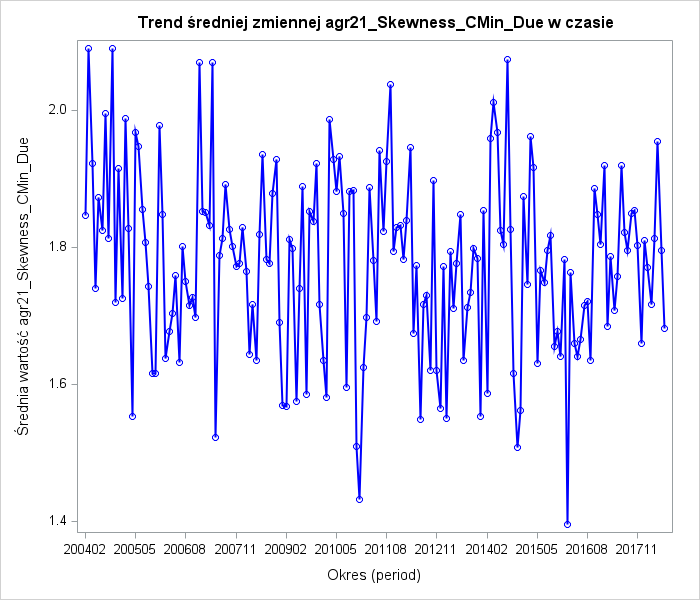 Trend średniej zmiennej agr21_Skewness_CMin_Due w czasie
Średnia wartość agr21_Skewness_CMin_Due
2.0
1.8
1.6
1.4
200402 200505 200608 200711 200902 201005 201108 201211 201402 201505 201608 201711
Okres (period)